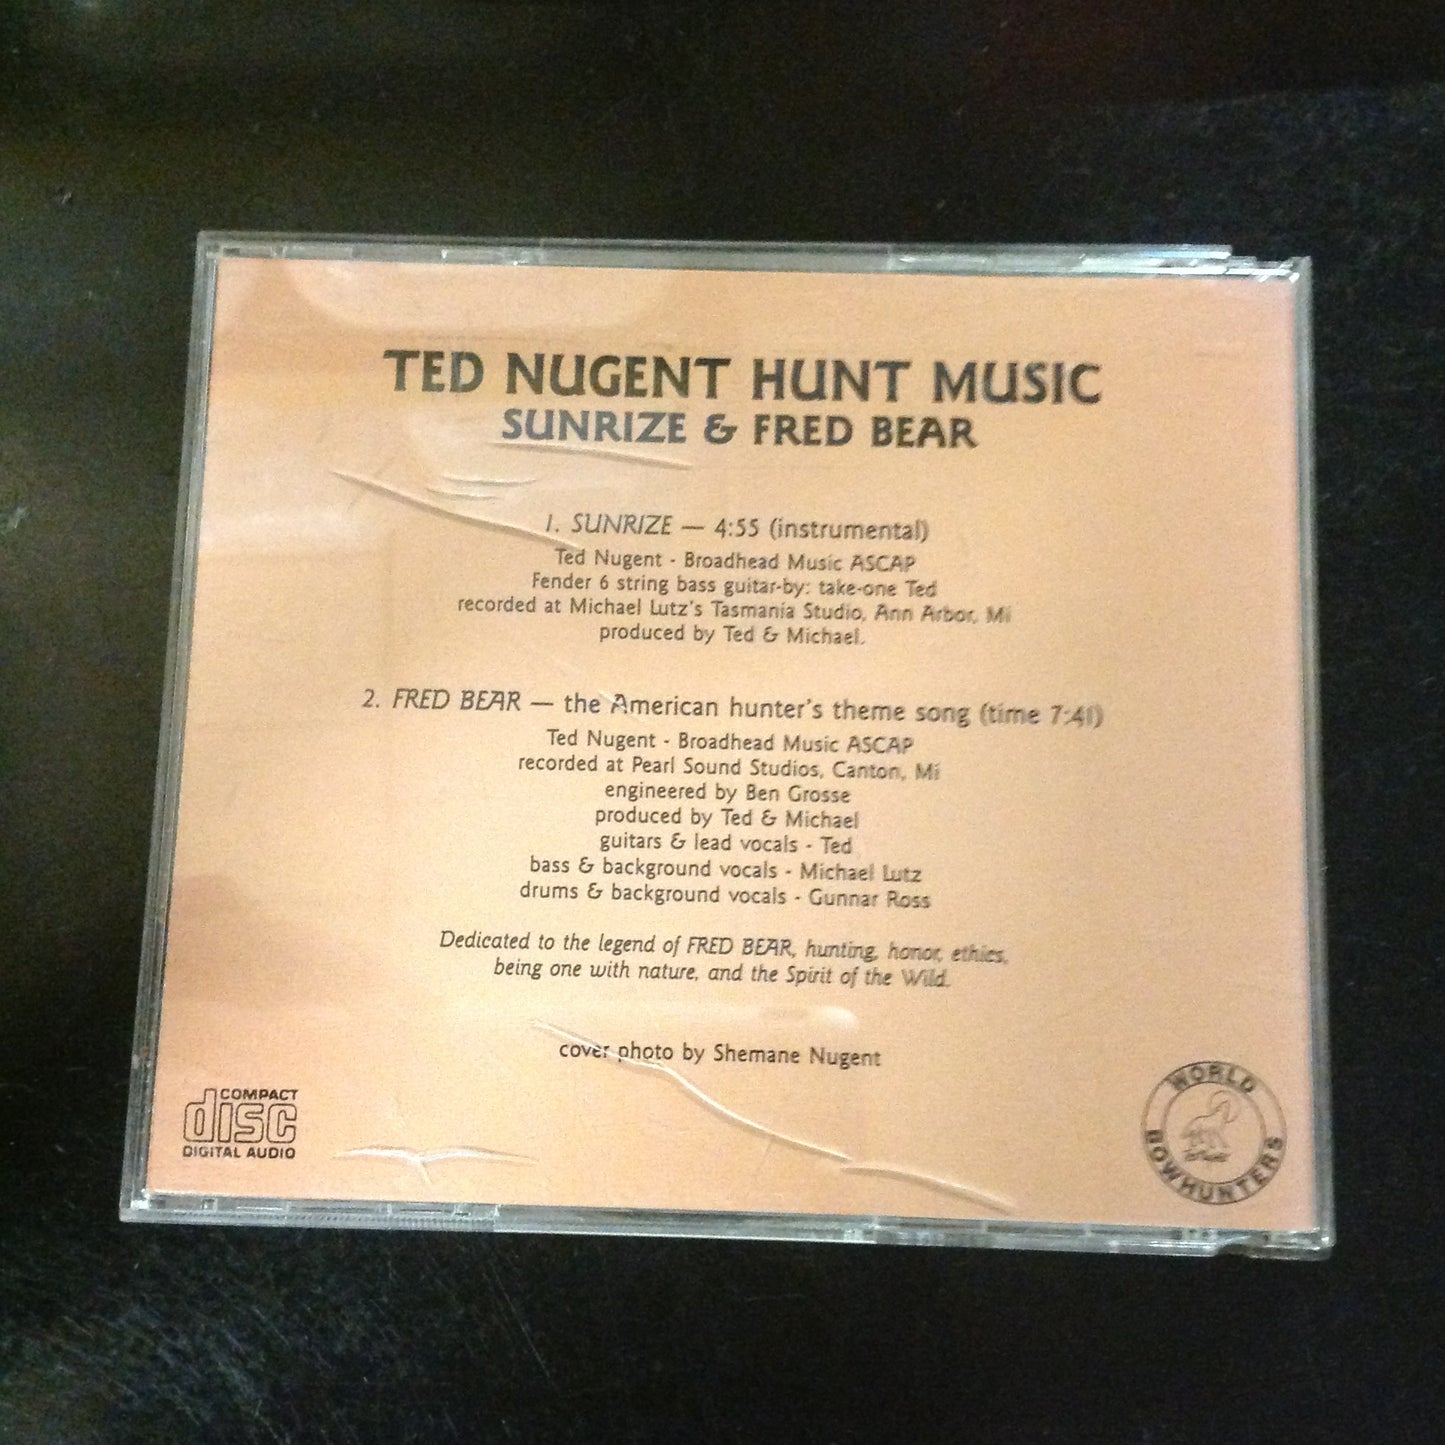 TED NUGENT HUNT MUSIC
SUNRIZE & FRED BEAR
1. SUNRIZE — 4:55 (instrumental)
Ted Nugent - Broadhead Music ASCAP
Fender 6 string bass guitar-by: take-one Ted
recorded at Michael Lutz's Tasmania Studio, Ann Arbor, Mi
produced by Ted & Michael.
2. FRED BEAR — the American hunter's theme song (time 7:41)
Ted Nugent - Broadhead Music ASCAP
recorded at Pearl Sound Studios, Canton, Mi
engineered by Ben Grosse
produced by Ted & Michael
guitars & lead vocals - Ted
bass & background vocals - Michael Lutz
drums & background vocals - Gunnar Ross
Dedicated to the legend of FRED BEAR, hunting, honor, ethics,
being one with nature, and the Spirit of the Wild.
cover photo by Shemane Nugent
COMPACT
disc
DIGITAL AUDIO
WORLD
BOWHUNTERS